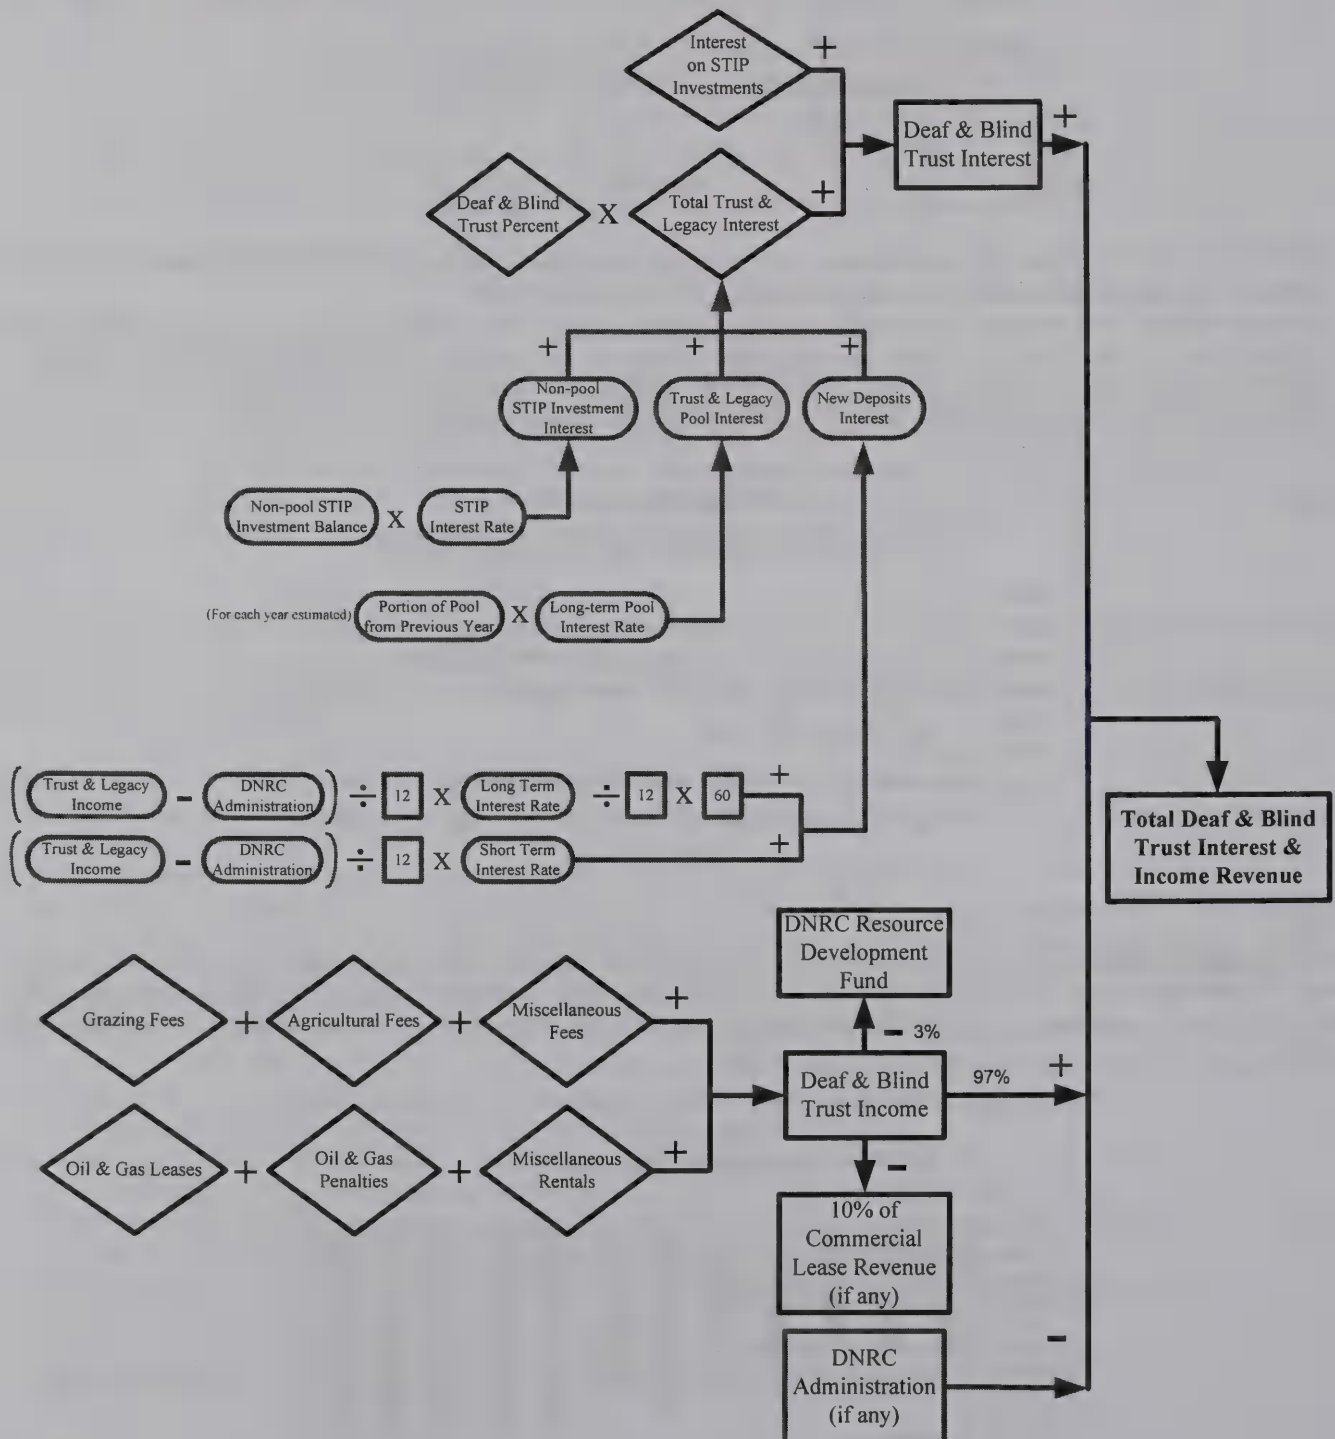 Interest
on STIP
Investments
+
Deaf & Blind
Trust Interest
+
Deaf & Blind
Trust Percent
X
Total Trust &
Legacy Interest
+
+
+
+
Non-pool
STIP Investment
Interest
Trust & Legacy
Pool Interest
New Deposits
Interest
Non-pool STIP
Investment Balance
X
STIP
Interest Rate
(For each year estimated)
Portion of Pool
from Previous Year
X
Long-term Pool
Interest Rate
( Trust & Legacy
Income
-
DNRC
Administration )
÷ 12 X
Long Term
Interest Rate
÷ 12 X 60
+
( Trust & Legacy
Income
-
DNRC
Administration )
÷ 12 X
Short Term
Interest Rate
+
Total Deaf & Blind
Trust Interest &
Income Revenue
DNRC Resource
Development
Fund
- 3%
Grazing Fees
+
Agricultural Fees
+
Miscellaneous
Fees
+
Deaf & Blind
Trust Income
97%
+
Oil & Gas Leases
+
Oil & Gas
Penalties
+
Miscellaneous
Rentals
+
-
10% of
Commercial
Lease Revenue
(if any)
DNRC
Administration
(if any)
-